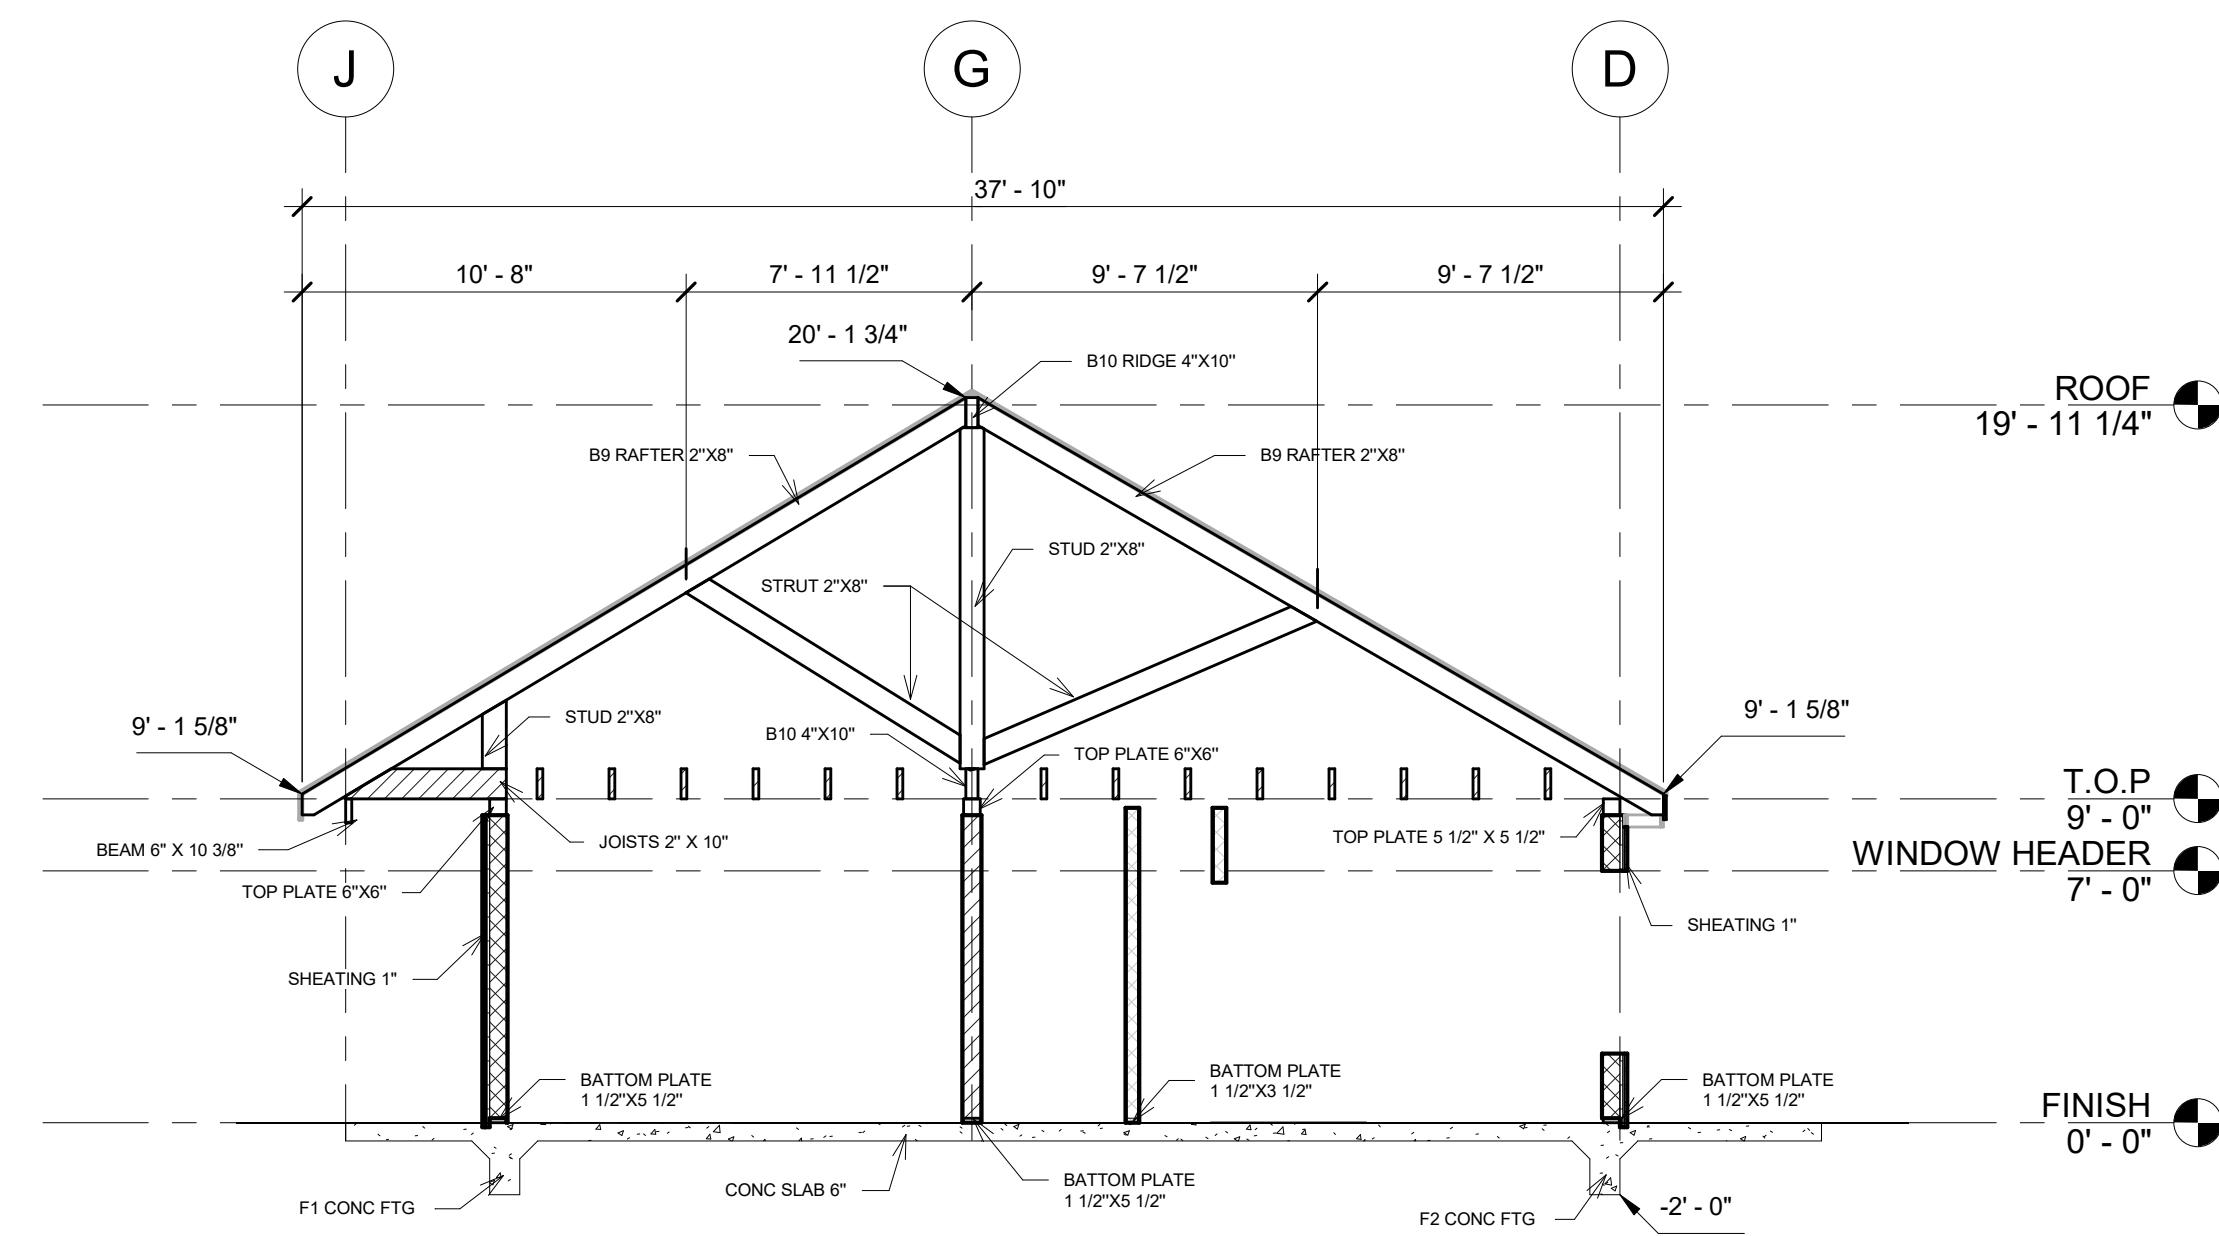 J
G
D
37' - 10"
10' - 8"
7' - 11 1/2"
9' - 7 1/2"
9' - 7 1/2"
20' - 1 3/4"
B10 RIDGE 4"X10"
ROOF
19' - 11 1/4"
B9 RAFTER 2"X8"
B9 RAFTER 2"X8"
STUD 2"X8"
STRUT 2"X8"
9' - 1 5/8"
STUD 2"X8"
B10 4"X10"
TOP PLATE 6"X6"
9' - 1 5/8"
T.O.P
9' - 0"
BEAM 6" X 10 3/8"
JOISTS 2" X 10"
TOP PLATE 5 1/2" X 5 1/2"
WINDOW HEADER
7' - 0"
TOP PLATE 6"X6"
SHEATING 1"
SHEATING 1"
BATTOM PLATE
1 1/2"X5 1/2"
BATTOM PLATE
1 1/2"X3 1/2"
BATTOM PLATE
1 1/2"X5 1/2"
FINISH
0' - 0"
F1 CONC FTG
CONC SLAB 6"
BATTOM PLATE
1 1/2"X5 1/2"
F2 CONC FTG
-2' - 0"